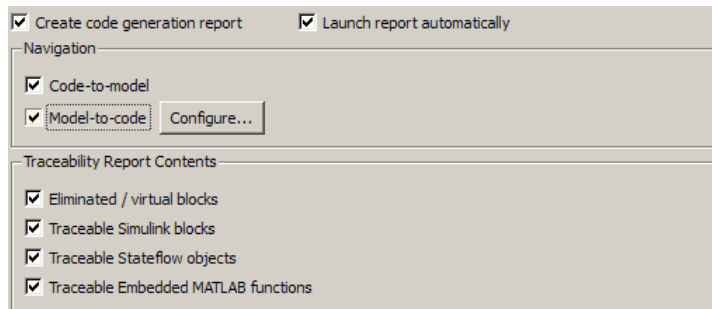 Create code generation report Launch report automatically
Navigation
Code-to-model
Model-to-code Configure...
Traceability Report Contents
Eliminated / virtual blocks
Traceable Simulink blocks
Traceable Stateflow objects
Traceable Embedded MATLAB functions